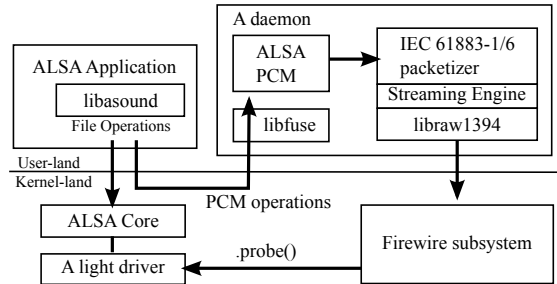 A daemon
ALSA Application
libasound
File Operations
ALSA
PCM
libfuse
IEC 61883-1/6
packetizer
Streaming Engine
libraw1394
User-land
Kernel-land
PCM operations
ALSA Core
A light driver
.probe()
Firewire subsystem